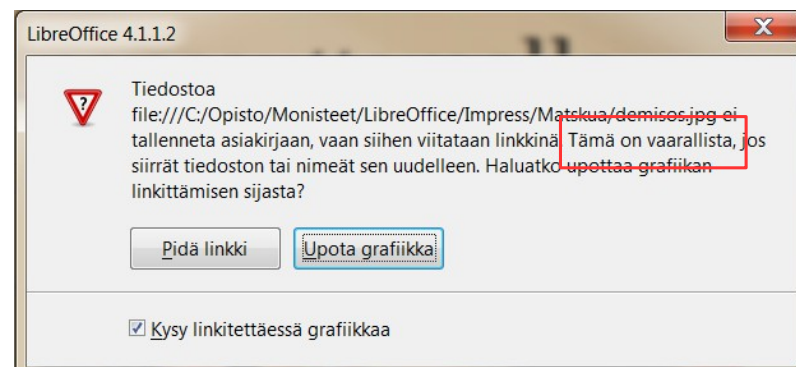 LibreOffice 4.1.1.2
Tiedostoa
file:///C:/Opisto/Monisteet/LibreOffice/Impress/Matskua/demisos.jpg ei
tallenneta asiakirjaan, vaan siihen viitataan linkkinä. Tämä on vaarallista, jos
siirrät tiedoston tai nimeät sen uudelleen. Haluatko upottaa grafiikan
linkittämisen sijasta?
Pidä linkki
Upota grafiikka
Kysy linkitettäessä grafiikkaa